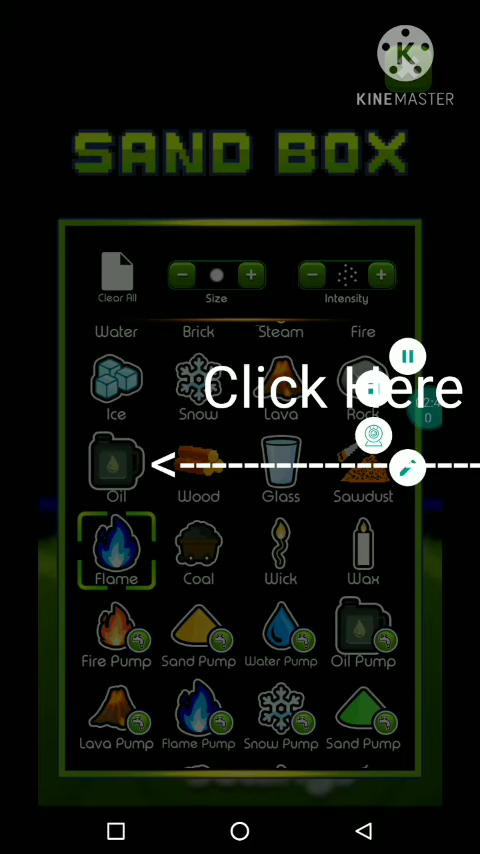 KINEMASTER
SAND BOX
Clear All
Size
Intensity
Water Brick Steam Fire
Click Here
Ice Snow Lava Rock
0
Oil Wood Glass Sawdust
Flame Coal Wick Wax
Fire Pump Sand Pump Water Pump Oil Pump
Lava Pump Flame Pump Snow Pump Sand Pump